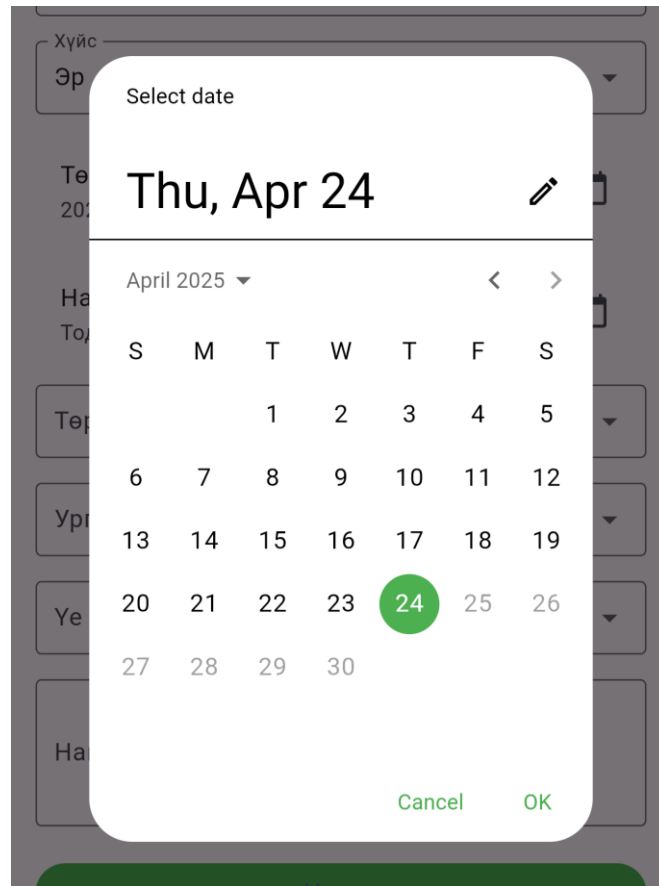 Хүйс
Эр
Select date
Thu, Apr 24
April 2025
S M T W T F S
1 2 3 4 5
6 7 8 9 10 11 12
13 14 15 16 17 18 19
20 21 22 23 24 25 26
27 28 29 30
Үе
Cancel OK